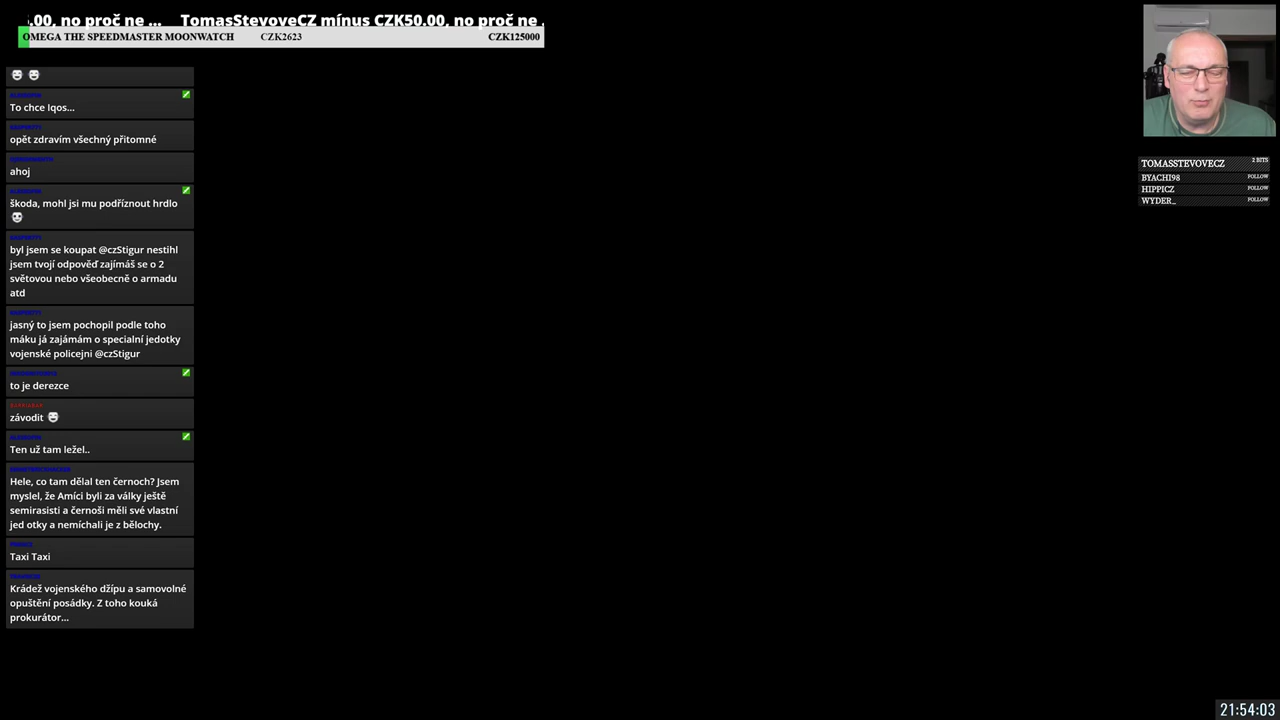 .00, no proč ne ... TomasStevoveCZ mínus CZK50.00, no proč ne .
OMEGA THE SPEEDMASTER MOONWATCH CZK2623 CZK125000
To chce Iqos...
opět zdravím všechný přitomné
ahoj
škoda, mohl jsi mu podříznout hrdlo
byl jsem se koupat @czStigur nestihl
jsem tvojí odpověď zajímáš se o 2
světovou nebo všeobecně o armadu
atd
jasný to jsem pochopil podle toho
máku já zajámám o specialní jedotky
vojenské policejni @czStigur
to je derezce
závodit
Ten už tam ležel..
Hele, co tam dělal ten černoch? Jsem
myslel, že Amíci byli za války ještě
semirasisti a černoši měli své vlastní
jed otky a nemíchali je z bělochy.
Taxi Taxi
Krádež vojenského džípu a samovolné
opuštění posádky. Z toho kouká
prokurátor...
TOMASSTEVOVECZ 2 BITS
BYACHI98 FOLLOW
HIPPICZ FOLLOW
WYDER_ FOLLOW
21:54:03